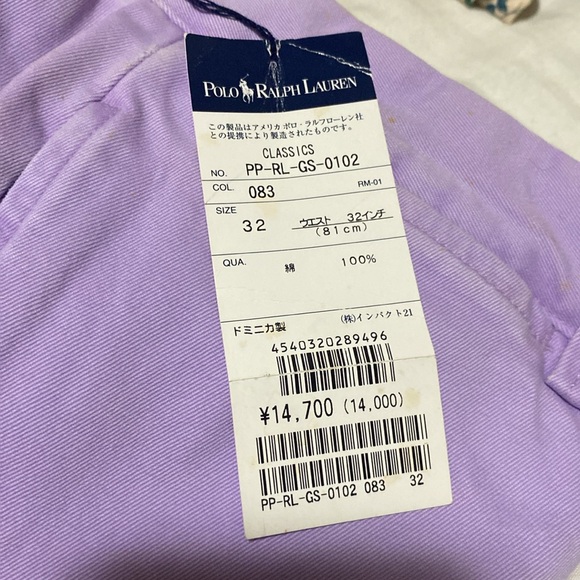 POLO RALPH LAUREN
この製品はアメリカ ポロ・ラルフローレン社
との提携により製造されたものです。
CLASSICS
NO. PP-RL-GS-0102
COL. 083 RM-01
SIZE 32 ウエスト 32インチ
(81cm)
QUA. 綿 100%
ドミニカ製 (株)インパクト21
4540320289496
¥14,700 (14,000)
PP-RL-GS-0102 083 32